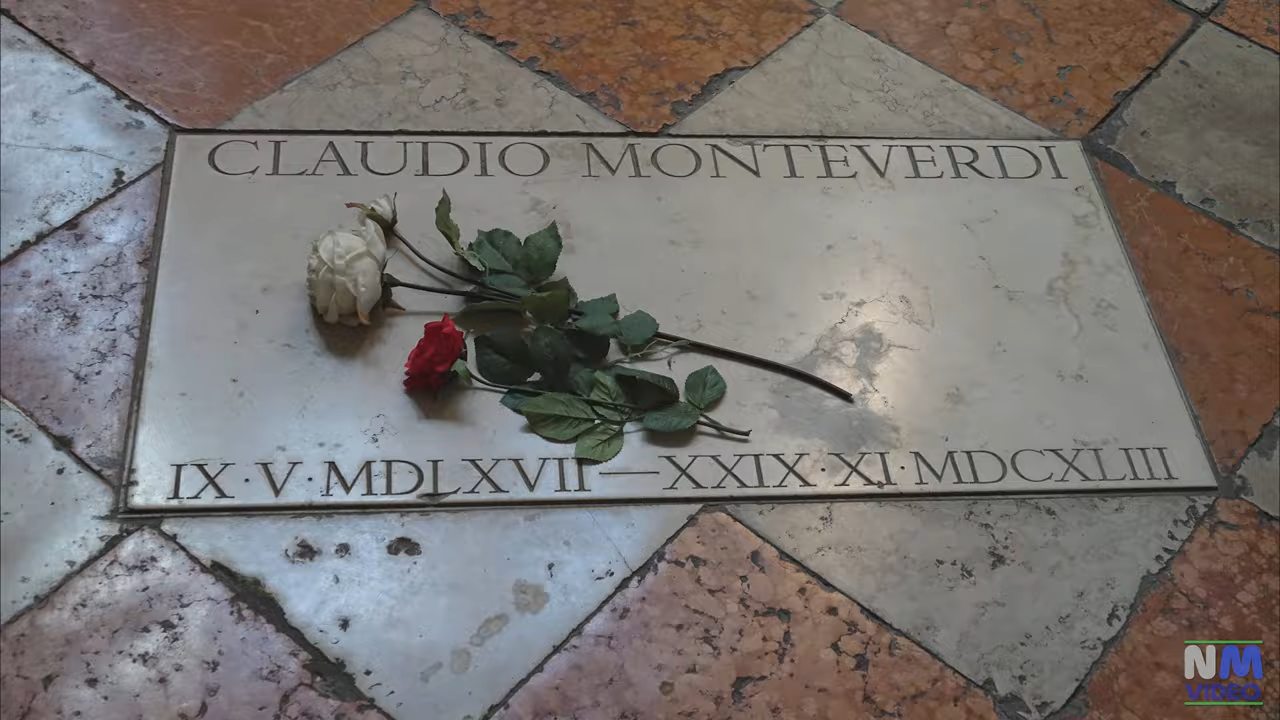 CLAUDIO MONTEVERDI
IX·V·MDLXVII—XXIX·XI·MDCXLIII
NM
VIDEO